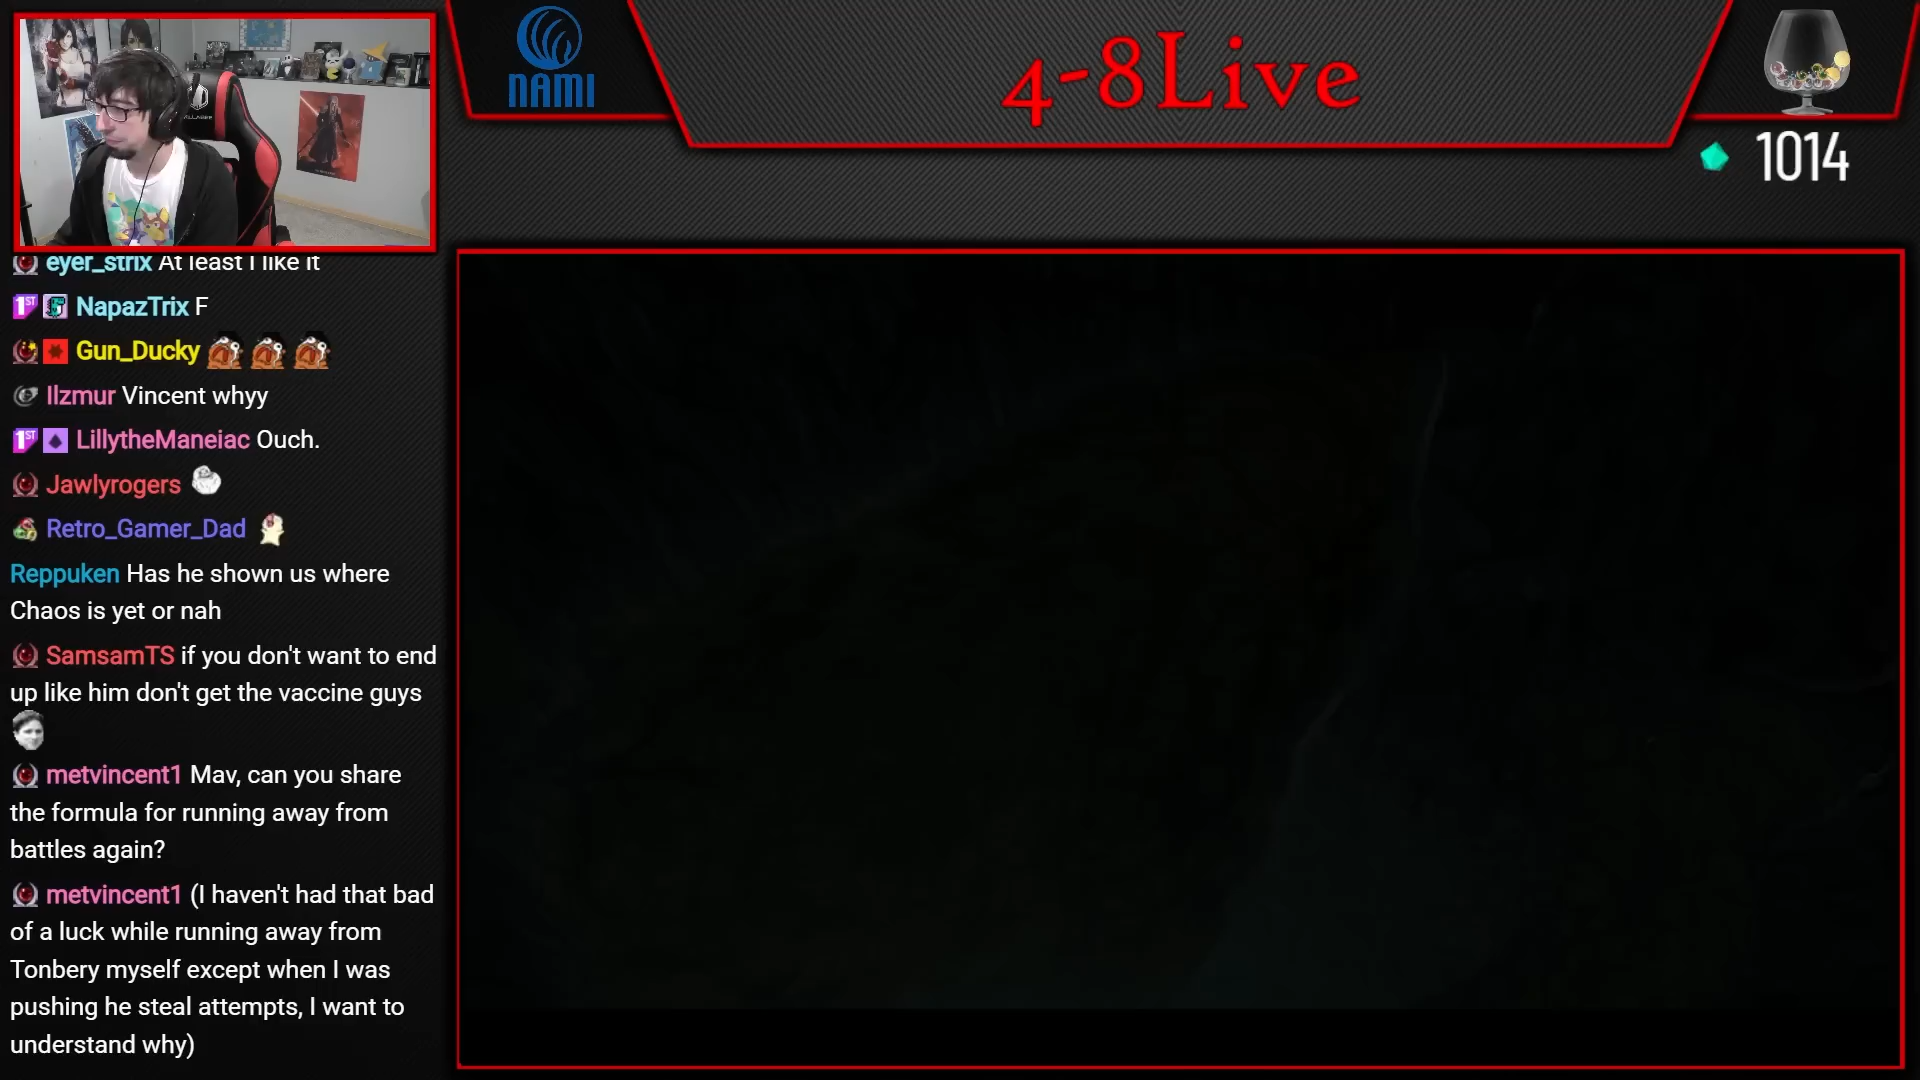 NAMI
4-8Live
1014
eyer_strix At least I like it
1ST NapazTrix F
Gun_Ducky
Ilzmur Vincent whyy
1ST LillytheManeiac Ouch.
Jawlyrogers
Retro_Gamer_Dad
Reppuken Has he shown us where
Chaos is yet or nah
SamsamTS if you don't want to end
up like him don't get the vaccine guys
metvincent1 Mav, can you share
the formula for running away from
battles again?
metvincent1 (I haven't had that bad
of a luck while running away from
Tonbery myself except when I was
pushing he steal attempts, I want to
understand why)